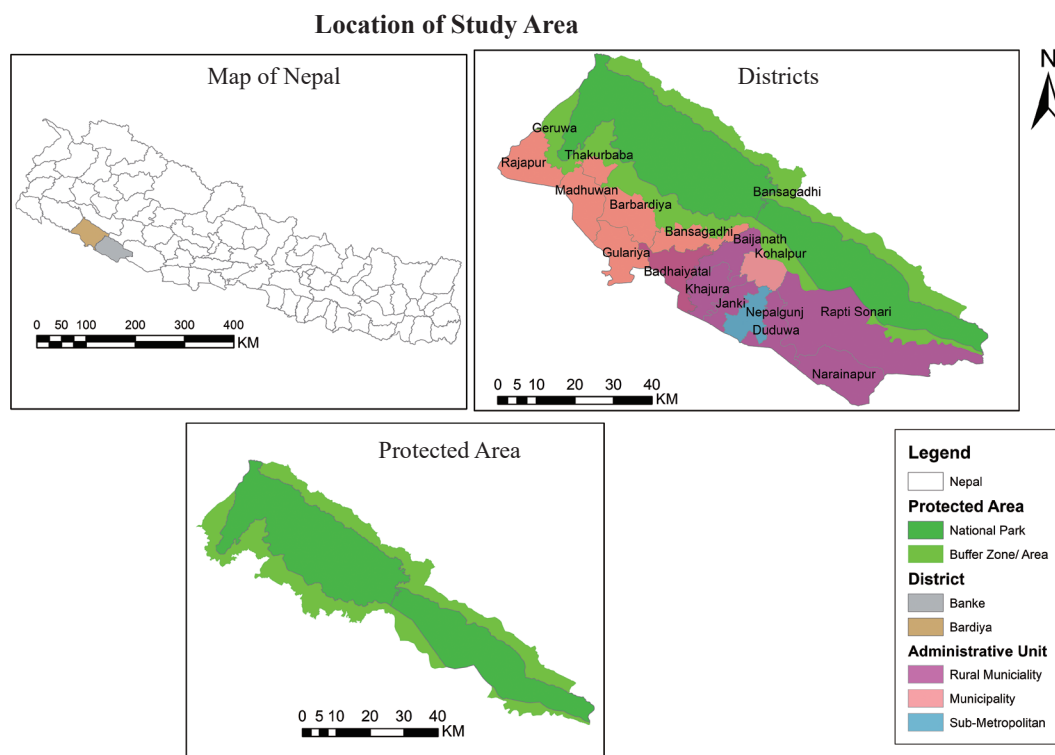 Location of Study Area
Map of Nepal
0 50 100 200 300 400
KM
Districts
N
Geruwa
Rajapur
Thakurbaba
Madhuwan
Barbardiya
Bansagadhi
Bansagadhi
Baijanath
Kohalpur
Gulariya
Badhaiyatal
Khajura
Janki
Nepalgunj
Duduwa
Rapti Sonari
Narainapur
0 5 10 20 30 40
KM
Protected Area
0 5 10 20 30 40
KM
Legend
Nepal
Protected Area
National Park
Buffer Zone/ Area
District
Banke
Bardiya
Administrative Unit
Rural Municiality
Municipality
Sub-Metropolitan